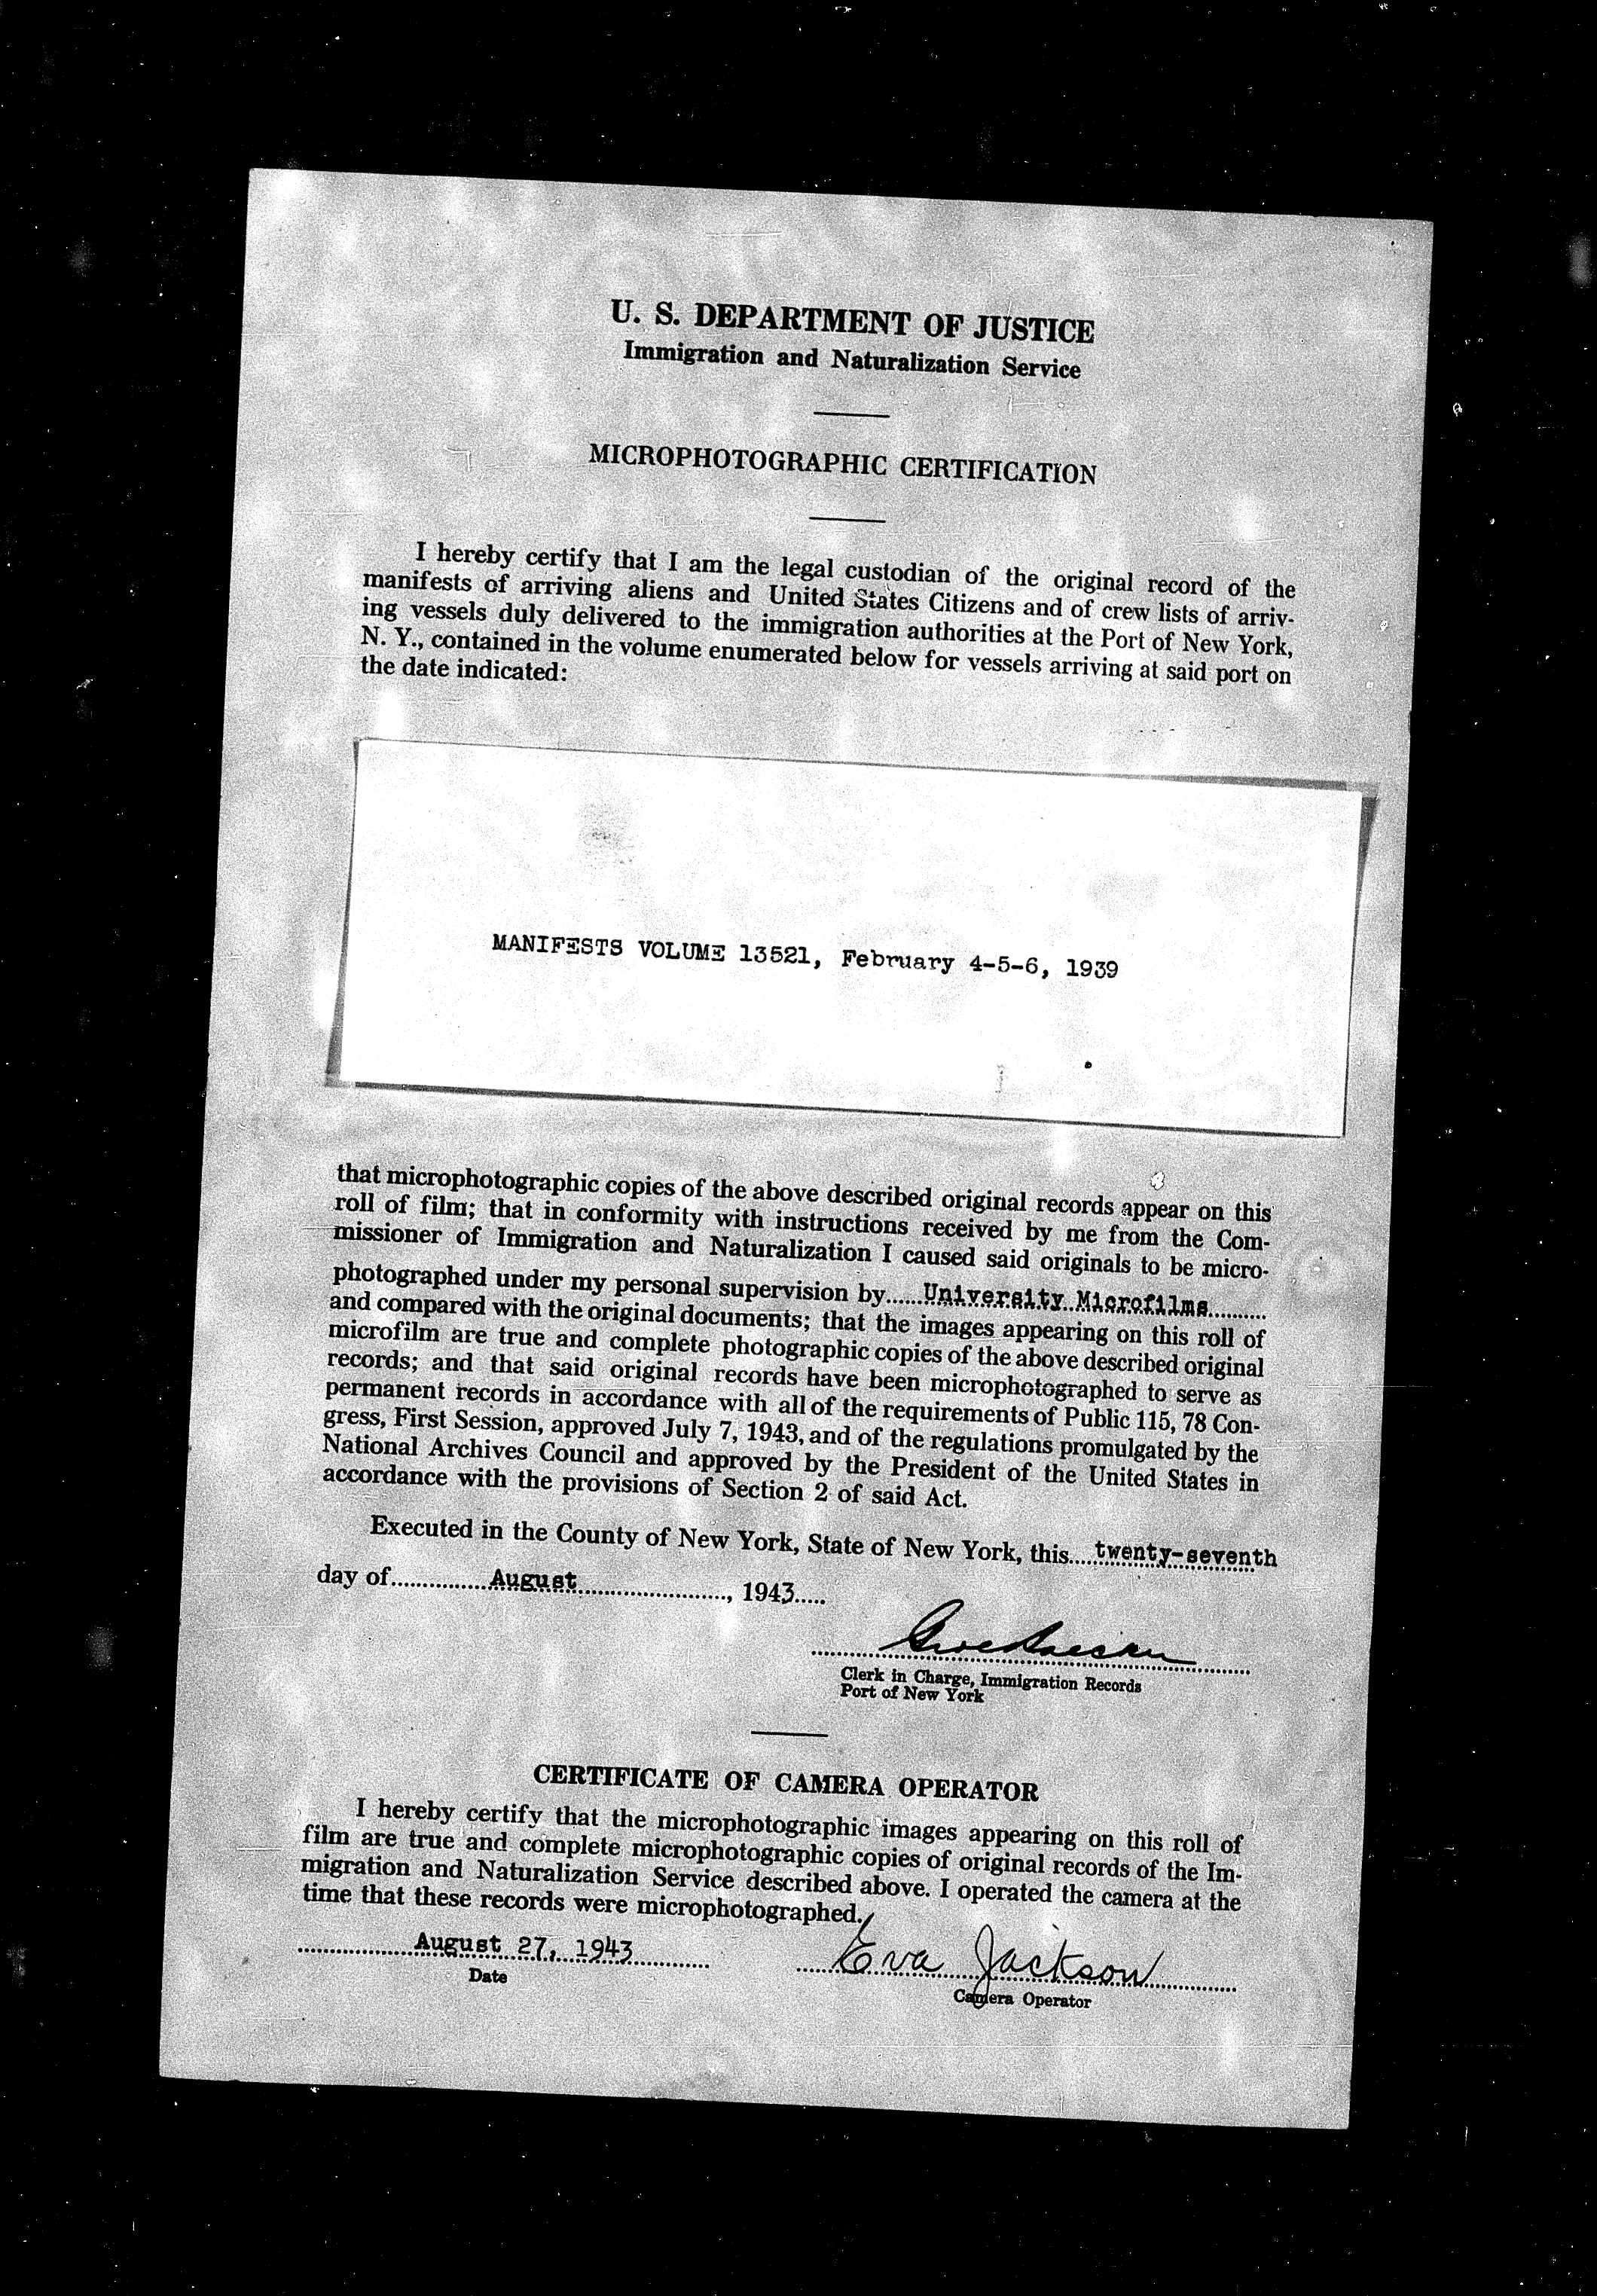 U. S. DEPARTMENT OF JUSTICE
Immigration and Naturalization Service
MICROPHOTOGRAPHIC CERTIFICATION
I hereby certify that I am the legal custodian of the original record of the
manifests of arriving aliens and United States Citizens and of crew lists of arriv-
ing vessels duly delivered to the immigration authorities at the Port of New York,
N. Y., contained in the volume enumerated below for vessels arriving at said port on
the date indicated:
MANIFESTS VOLUME 13521, February 4-5-6, 1939
that microphotographic copies of the above described original records appear on this
roll of film; that in conformity with instructions received by me from the Com-
missioner of Immigration and Naturalization I caused said originals to be micro-
photographed under my personal supervision by......University Microfilms..........
and compared with the original documents; that the images appearing on this roll of
microfilm are true and complete photographic copies of the above described original
records; and that said original records have been microphotographed to serve as
permanent records in accordance with all of the requirements of Public 115, 78 Con-
gress, First Session, approved July 7, 1943, and of the regulations promulgated by the
National Archives Council and approved by the President of the United States in
accordance with the provisions of Section 2 of said Act.
Executed in the County of New York, State of New York, this....twenty-seventh
day of................August........................, 1943.....
Clerk in Charge, Immigration Records
Port of New York
CERTIFICATE OF CAMERA OPERATOR
I hereby certify that the microphotographic images appearing on this roll of
film are true and complete microphotographic copies of original records of the Im-
migration and Naturalization Service described above. I operated the camera at the
time that these records were microphotographed.
August 27, 1943 Eva Jackson
Date Camera Operator